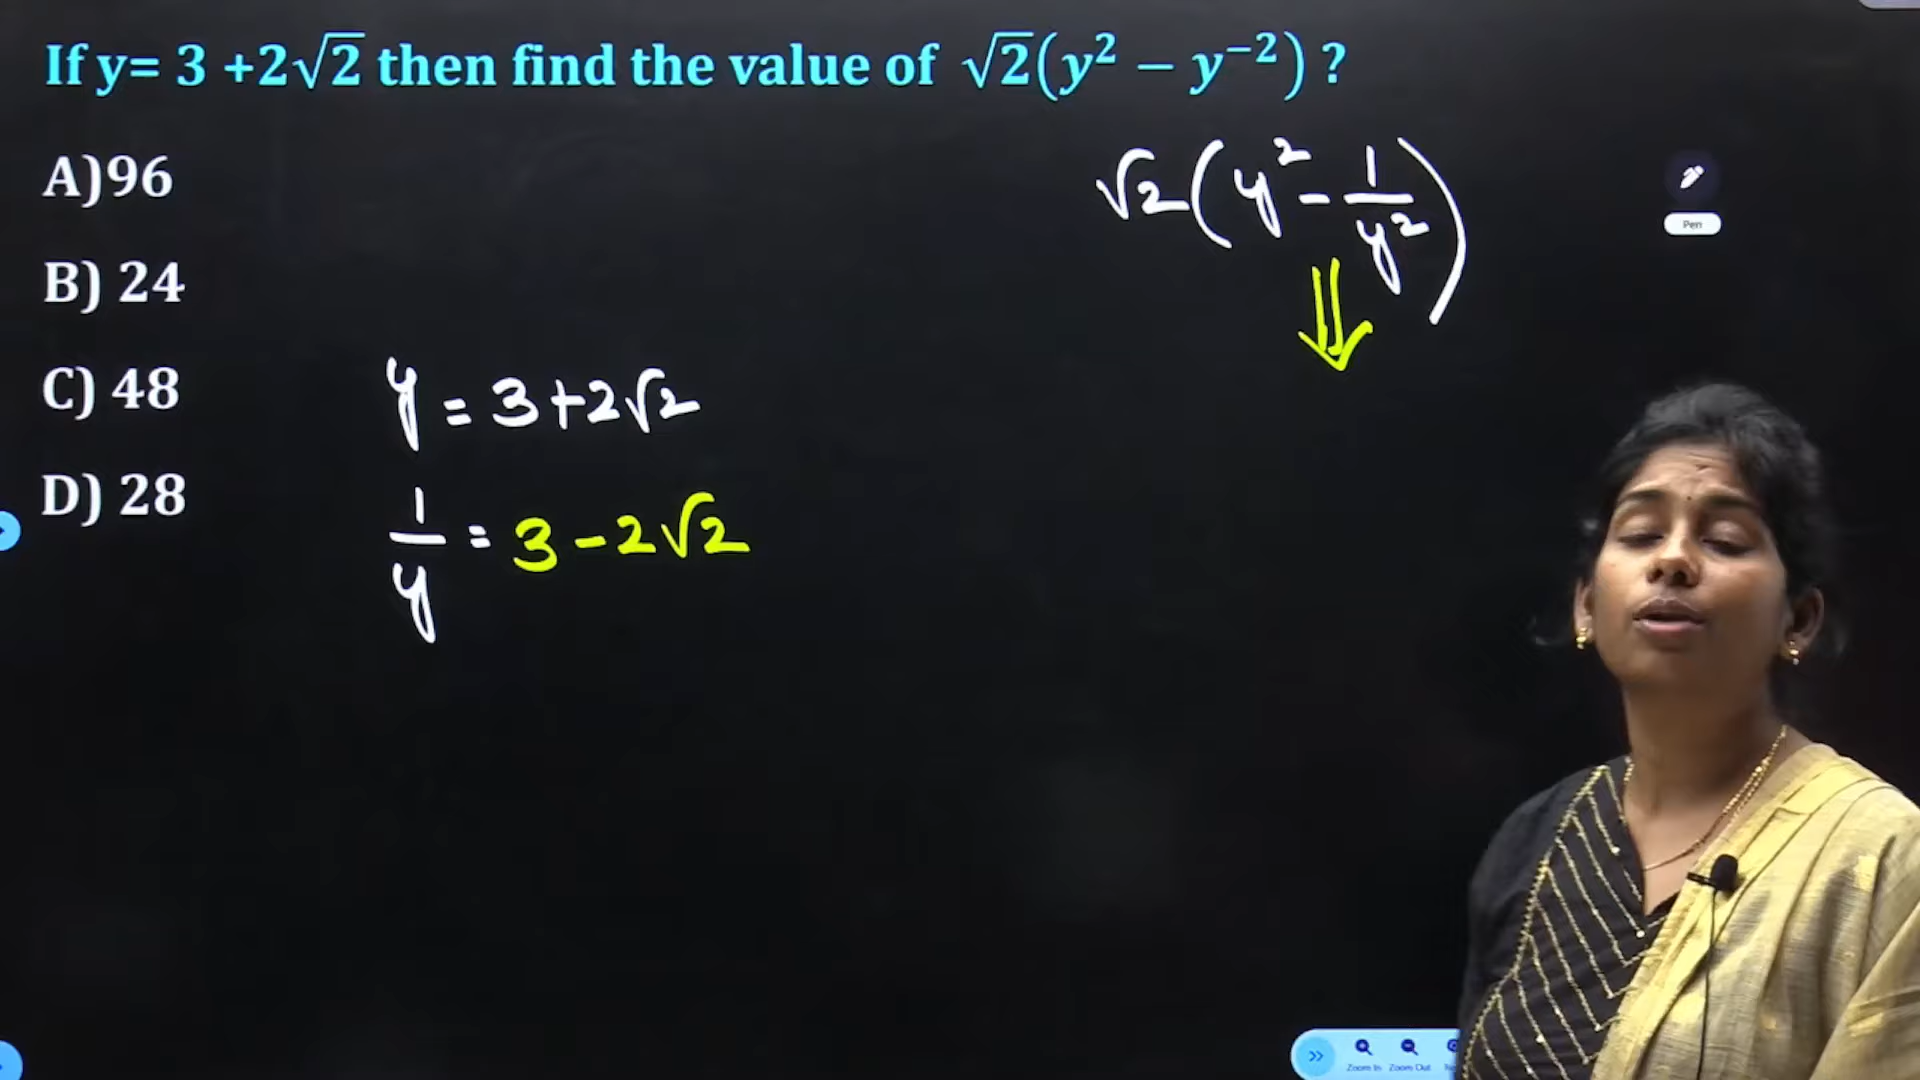 If y= 3 +2√2 then find the value of √2(y² − y⁻²) ?
A)96
B) 24
C) 48
D) 28
√2(y² − 1/y²)
y = 3+2√2
1/y = 3−2√2
Pen
Zoom In
Zoom Out